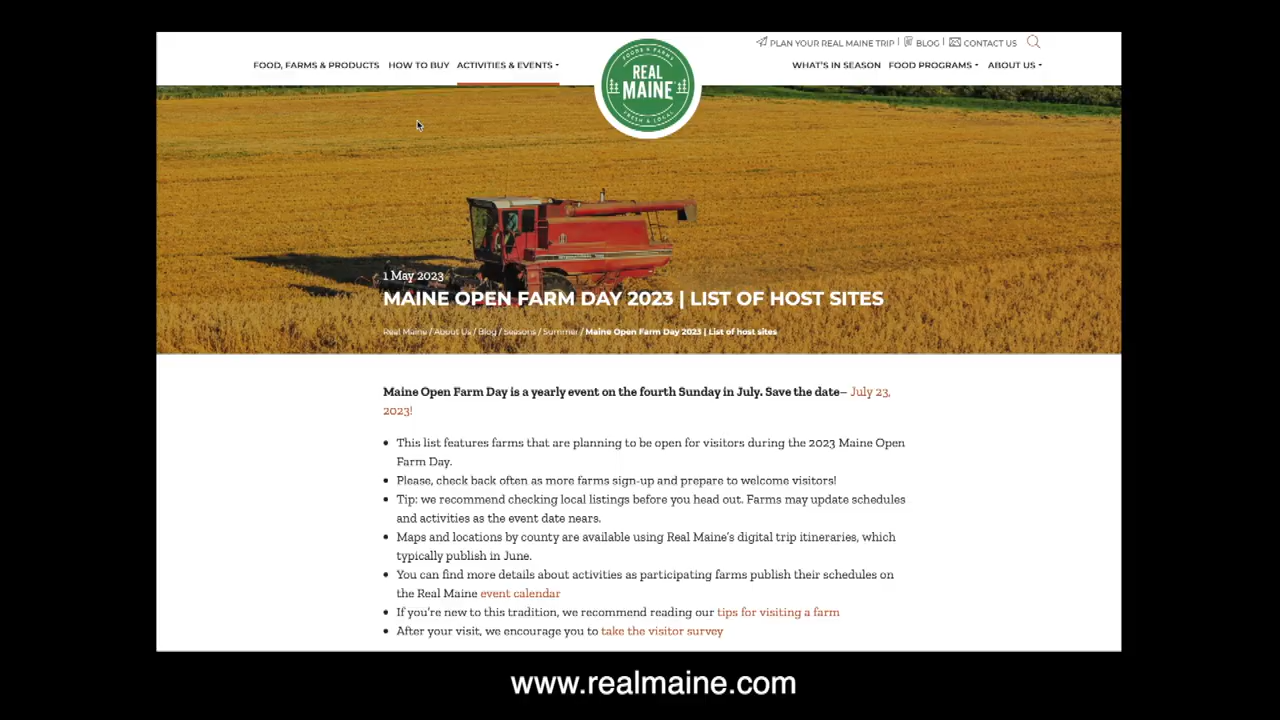 PLAN YOUR REAL MAINE TRIP | BLOG | CONTACT US
FOOD, FARMS & PRODUCTS HOW TO BUY ACTIVITIES & EVENTS WHAT'S IN SEASON FOOD PROGRAMS ABOUT US
FOODS & FARMS
REAL
MAINE
FRESH & LOCAL
1 May 2023
MAINE OPEN FARM DAY 2023 | LIST OF HOST SITES
Real Maine / About Us / Blog / Seasons / Summer / Maine Open Farm Day 2023 | List of host sites
Maine Open Farm Day is a yearly event on the fourth Sunday in July. Save the date– July 23,
2023!
• This list features farms that are planning to be open for visitors during the 2023 Maine Open
Farm Day.
• Please, check back often as more farms sign-up and prepare to welcome visitors!
• Tip: we recommend checking local listings before you head out. Farms may update schedules
and activities as the event date nears.
• Maps and locations by county are available using Real Maine's digital trip itineraries, which
typically publish in June.
• You can find more details about activities as participating farms publish their schedules on
the Real Maine event calendar
• If you're new to this tradition, we recommend reading our tips for visiting a farm
• After your visit, we encourage you to take the visitor survey
www.realmaine.com